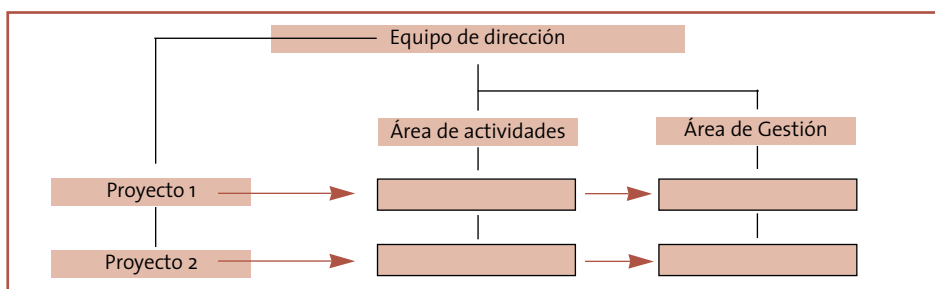 Equipo de dirección
Área de actividades
Área de Gestión
Proyecto 1
Proyecto 2